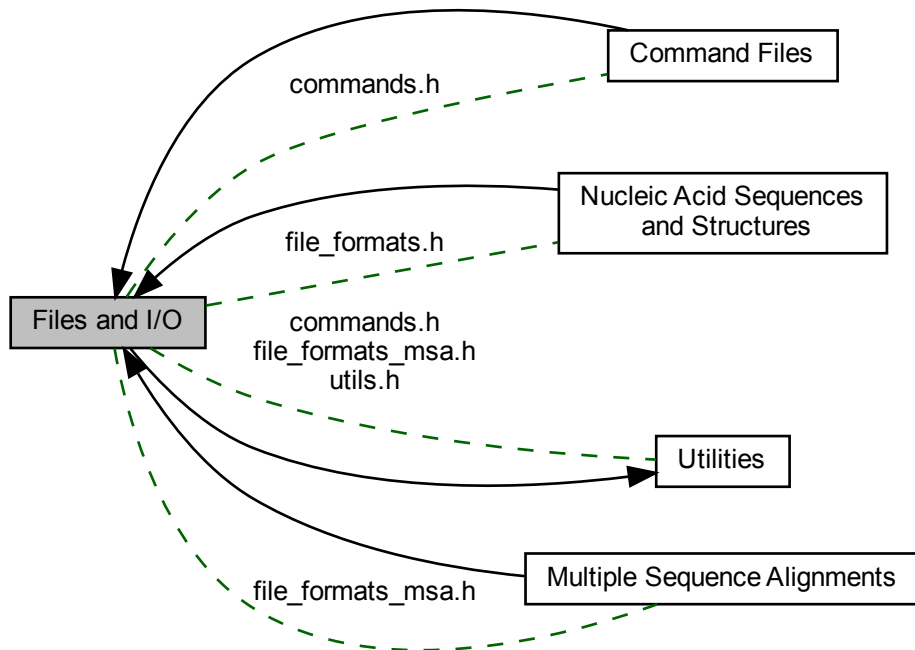 Command Files
commands.h
Nucleic Acid Sequences
and Structures
file_formats.h
Files and I/O
commands.h
file_formats_msa.h
utils.h
Utilities
Multiple Sequence Alignments
file_formats_msa.h